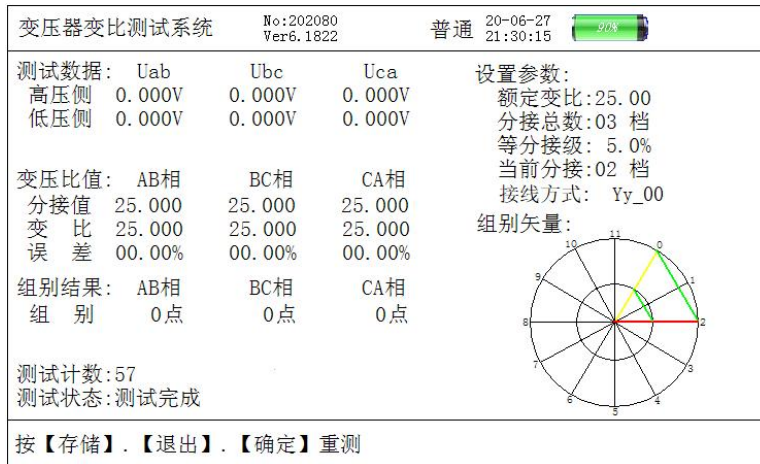 变压器变比测试系统 No:202080 普通 20-06-27 90%
Ver6.1822 21:30:15
测试数据: Uab Ubc Uca
高压侧 0.000V 0.000V 0.000V
低压侧 0.000V 0.000V 0.000V
变压比值: AB相 BC相 CA相
分接值 25.000 25.000 25.000
变 比 25.000 25.000 25.000
误 差 00.00% 00.00% 00.00%
组别结果: AB相 BC相 CA相
组 别 0点 0点 0点
测试计数:57
测试状态:测试完成
设置参数:
额定变比:25.00
分接总数:03 档
等分接级: 5.0%
当前分接:02 档
接线方式: Yy_00
组别矢量:
11
10 0
9 1
8 2
7 3
6 4
5
按【存储】.【退出】.【确定】重测